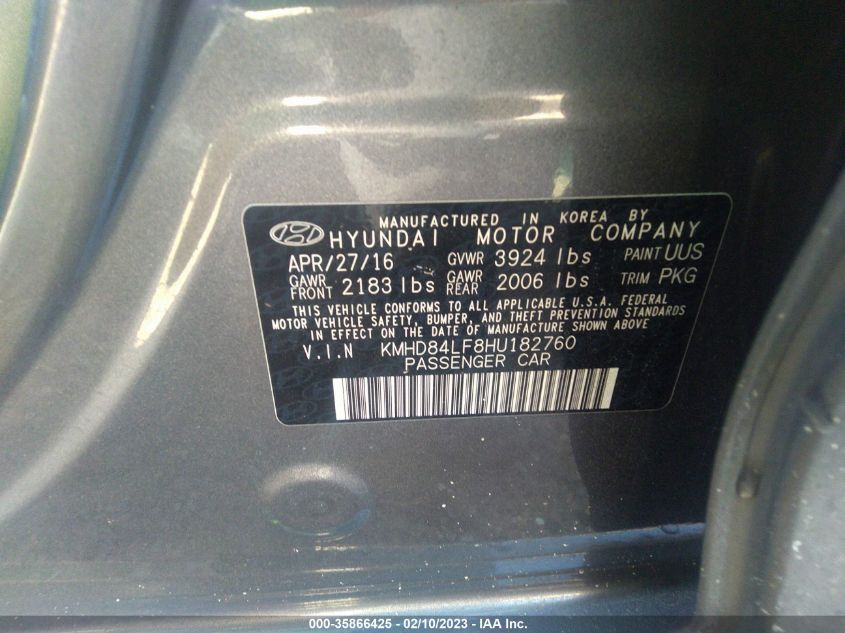 MANUFACTURED IN KOREA BY
HYUNDAI MOTOR COMPANY
APR/27/16 GVWR 3924 lbs PAINT UUS
GAWR FRONT 2183 lbs GAWR REAR 2006 lbs TRIM PKG
THIS VEHICLE CONFORMS TO ALL APPLICABLE U.S.A. FEDERAL
MOTOR VEHICLE SAFETY, BUMPER, AND THEFT PREVENTION STANDARDS
IN EFFECT ON THE DATE OF MANUFACTURE SHOWN ABOVE
V.I.N KMHD84LF8HU182760
PASSENGER CAR
000-35866425 - 02/10/2023 - IAA Inc.